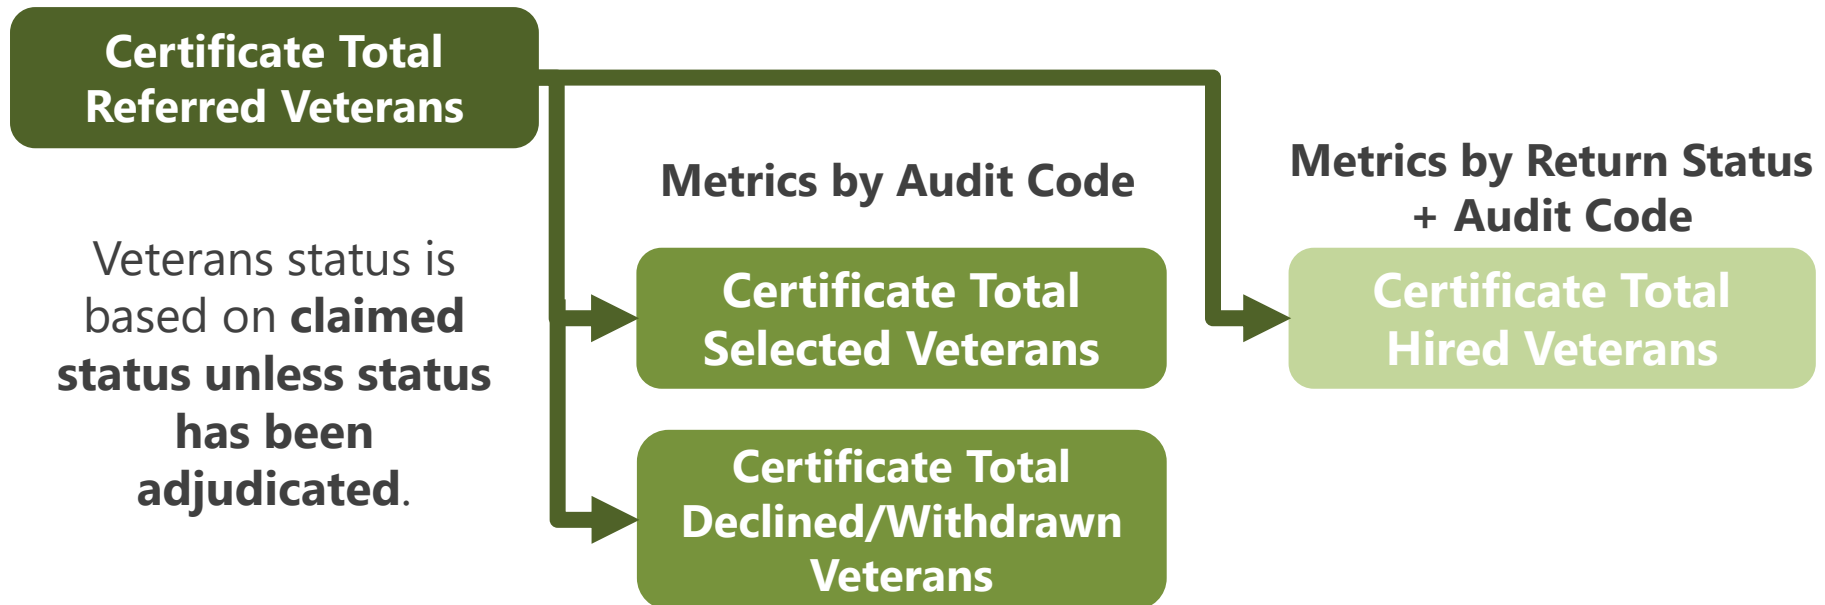 Certificate Total
Referred Veterans
Veterans status is
based on claimed
status unless status
has been
adjudicated.
Metrics by Audit Code
Certificate Total
Selected Veterans
Certificate Total
Declined/Withdrawn
Veterans
Metrics by Return Status
+ Audit Code
Certificate Total
Hired Veterans